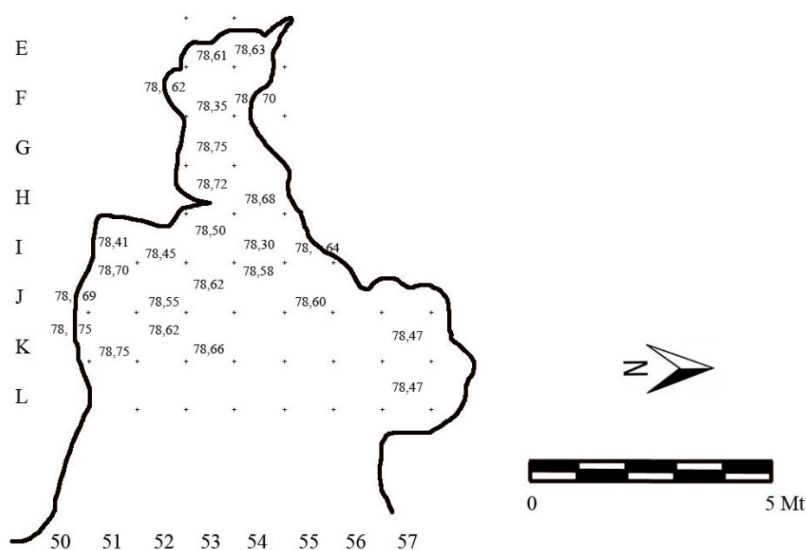 E 78,61 78,63
F 78, 62 78, 70
78,35
G 78,75
78,72
H 78,68
78,50
I 78,41 78,45 78,30 78, 64
78,70 78,58
78,62
J 78, 69 78,55 78,60
78, 75 78,62 78,47
K 78,75 78,66
L 78,47
N
0 5 Mt
50 51 52 53 54 55 56 57